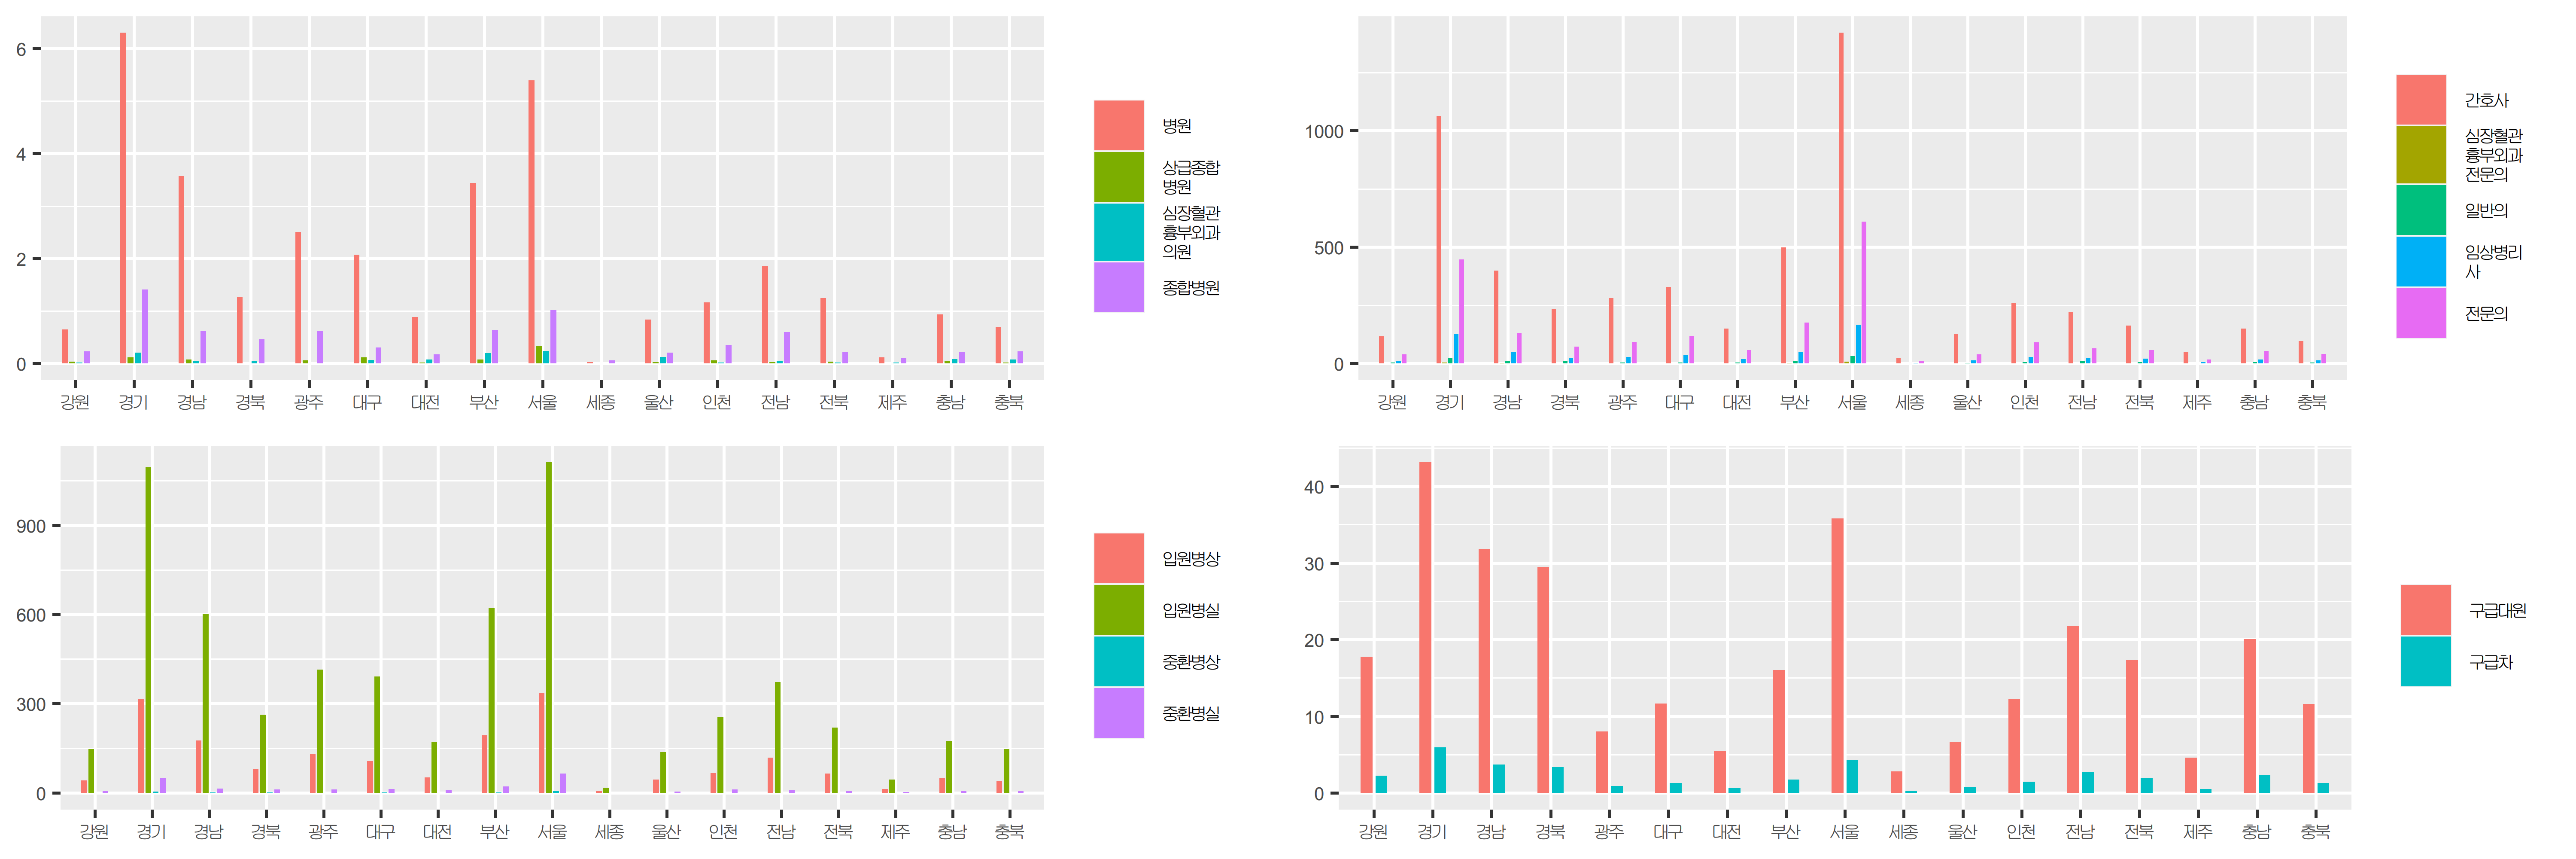 6
4
2
0
강원 경기 경남 경북 광주 대구 대전 부산 서울 세종 울산 인천 전남 전북 제주 충남 충북
병원
상급종합
병원
심장혈관
흉부외과
의원
종합병원
1000
500
0
강원 경기 경남 경북 광주 대구 대전 부산 서울 세종 울산 인천 전남 전북 제주 충남 충북
간호사
심장혈관
흉부외과
전문의
일반의
임상병리
사
전문의
900
600
300
0
강원 경기 경남 경북 광주 대구 대전 부산 서울 세종 울산 인천 전남 전북 제주 충남 충북
입원병상
입원병실
중환병상
중환병실
40
30
20
10
0
강원 경기 경남 경북 광주 대구 대전 부산 서울 세종 울산 인천 전남 전북 제주 충남 충북
구급대원
구급차